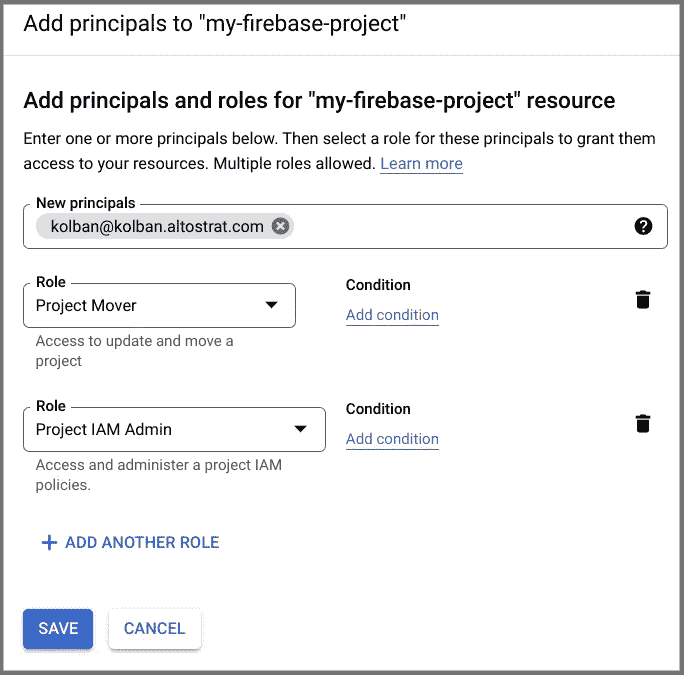 Add principals to "my-firebase-project"
Add principals and roles for "my-firebase-project" resource
Enter one or more principals below. Then select a role for these principals to grant them
access to your resources. Multiple roles allowed. Learn more
New principals
kolban@kolban.altostrat.com
Role
Project Mover
Access to update and move a
project
Condition
Add condition
Role
Project IAM Admin
Access and administer a project IAM
policies.
Condition
Add condition
ADD ANOTHER ROLE
SAVE
CANCEL